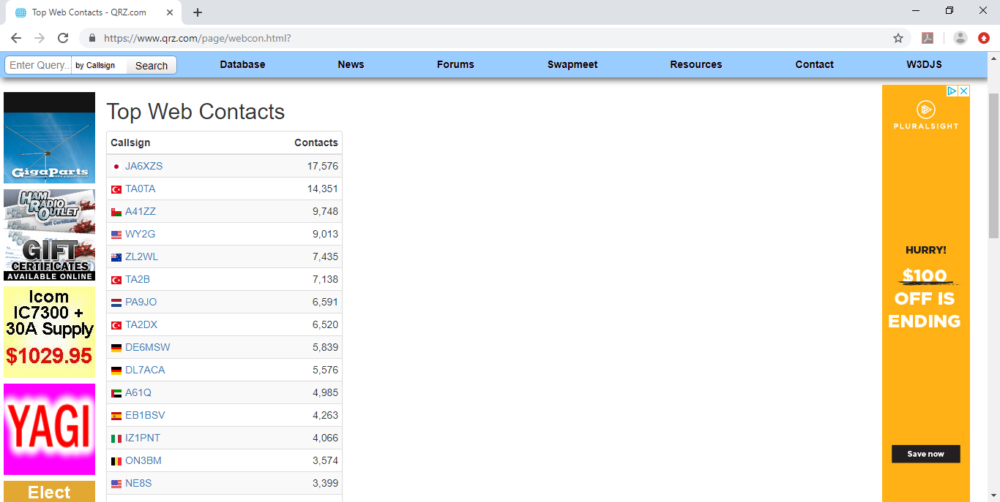 Top Web Contacts - QRZ.com
https://www.qrz.com/page/webcon.html?
Enter Query.. by Callsign Search Database News Forums Swapmeet Resources Contact W3DJS
GigaParts
www.gigaparts.com
HAM
RADIO
OUTLET
Gift Certificate
GIFT
CERTIFICATES
AVAILABLE ONLINE
Icom
IC7300 +
30A Supply
$1029.95
YAGI
Elect
Top Web Contacts
Callsign Contacts
JA6XZS 17,576
TA0TA 14,351
A41ZZ 9,748
WY2G 9,013
ZL2WL 7,435
TA2B 7,138
PA9JO 6,591
TA2DX 6,520
DE6MSW 5,839
DL7ACA 5,576
A61Q 4,985
EB1BSV 4,263
IZ1PNT 4,066
ON3BM 3,574
NE8S 3,399
PLURALSIGHT
HURRY!
$100
OFF IS
ENDING
Save now